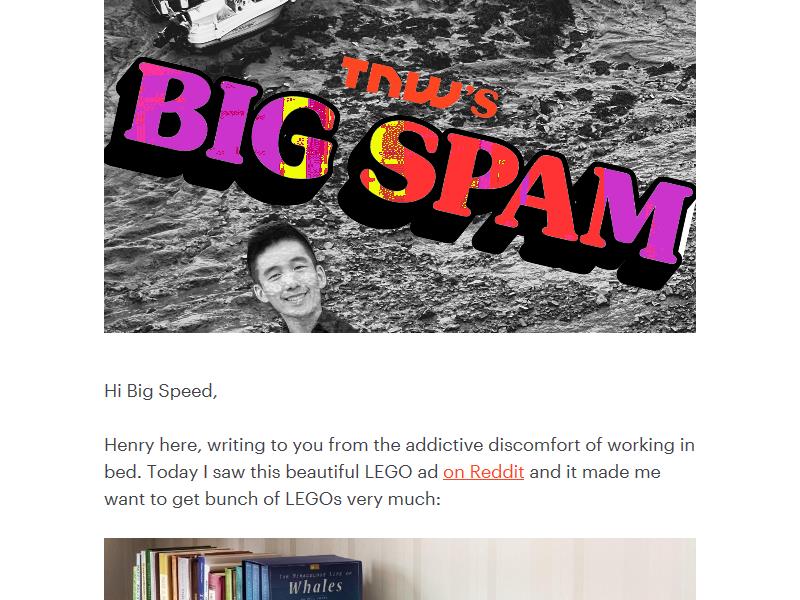 TNW's
BIG SPAM
Hi Big Speed,
Henry here, writing to you from the addictive discomfort of working in
bed. Today I saw this beautiful LEGO ad on Reddit and it made me
want to get bunch of LEGOs very much:
THE MIRACULOUS LIFE OF
Whales